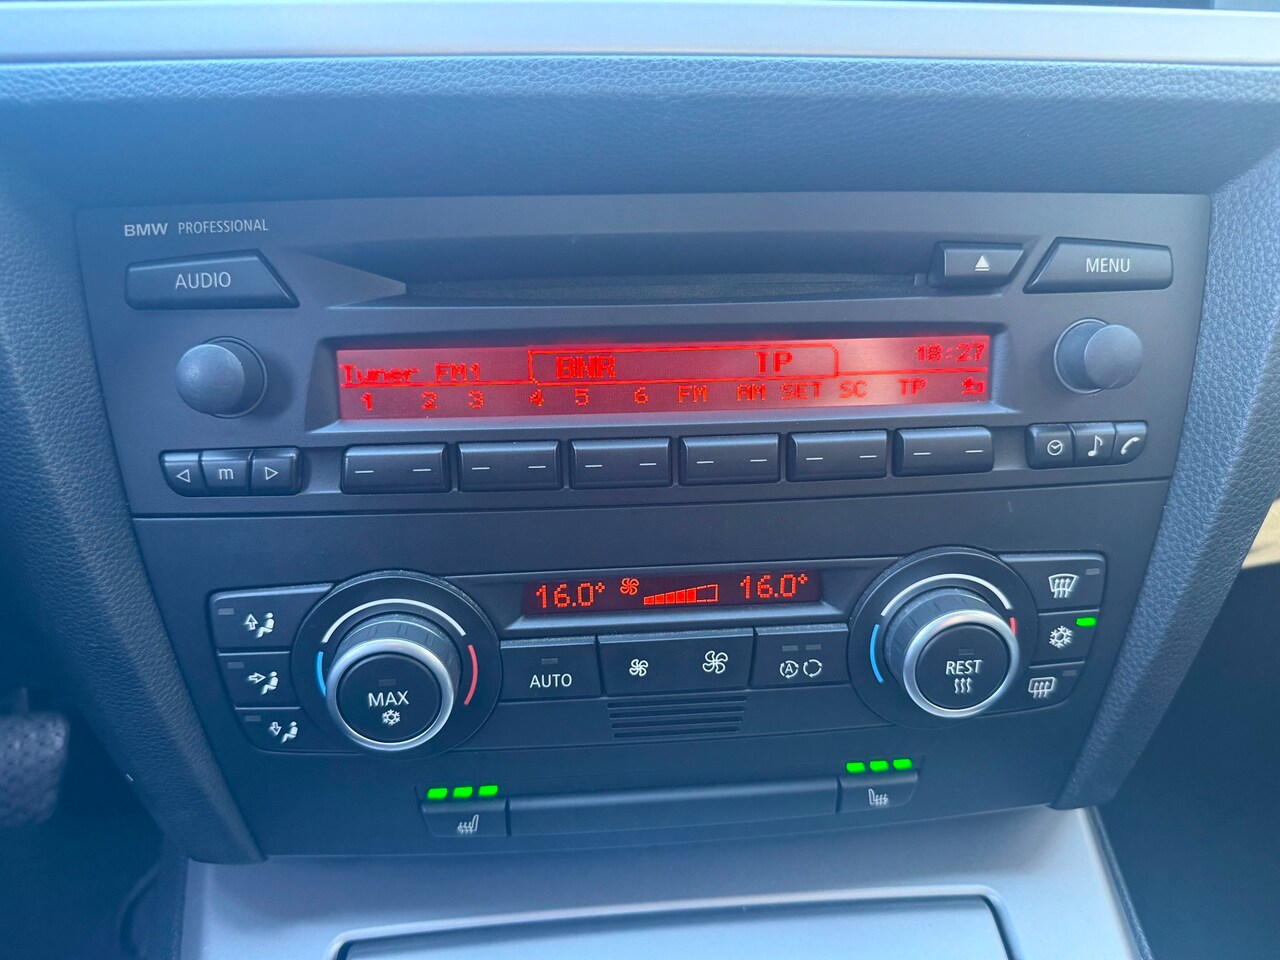 BMW PROFESSIONAL
AUDIO
MENU
Tuner FM1 BNR TP 18:27
1 2 3 4 5 6 FM AM SET SC TP
m
16.0° 16.0°
MAX
AUTO
A
REST